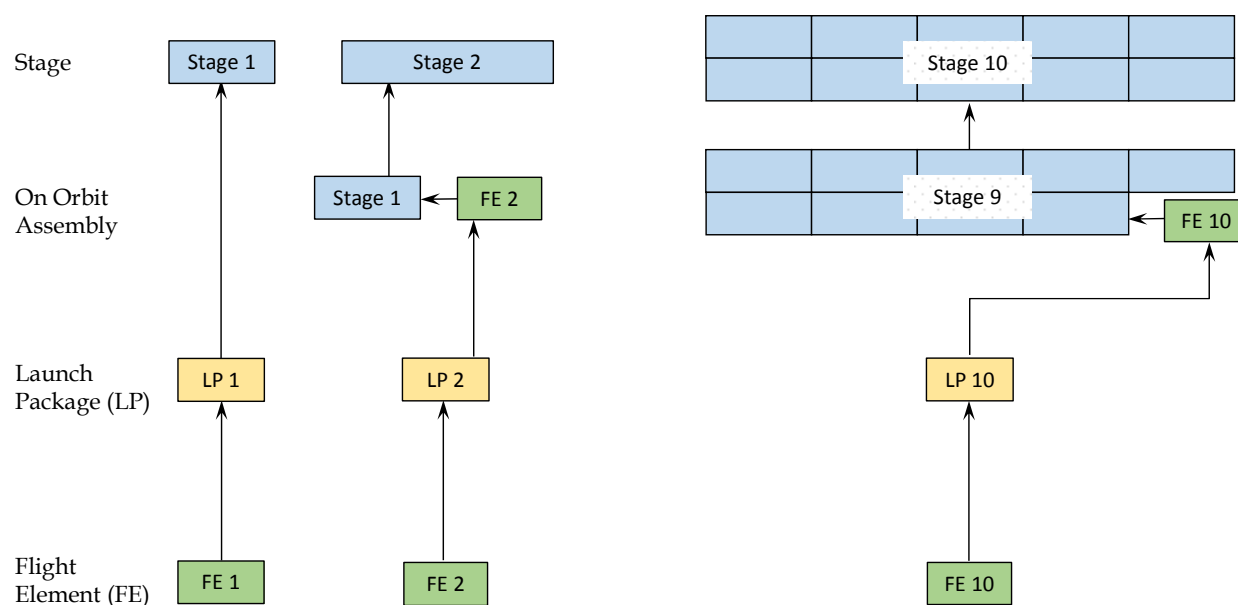 Stage
Stage 1
Stage 2
Stage 10
On Orbit
Assembly
Stage 1
FE 2
Stage 9
FE 10
Launch
Package (LP)
LP 1
LP 2
LP 10
Flight
Element (FE)
FE 1
FE 2
FE 10